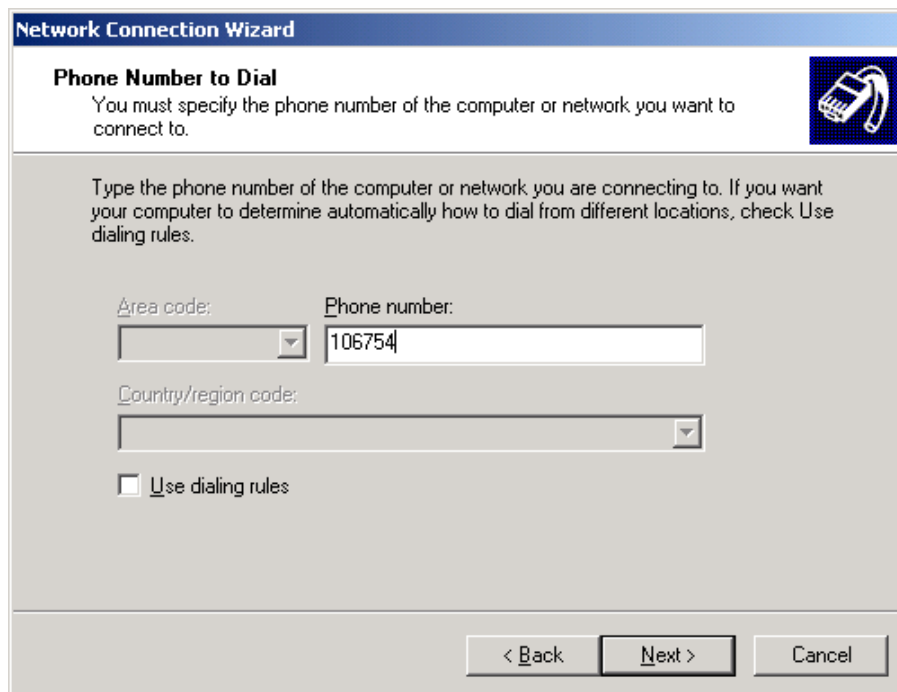 Network Connection Wizard
Phone Number to Dial
You must specify the phone number of the computer or network you want to
connect to.
Type the phone number of the computer or network you are connecting to. If you want
your computer to determine automatically how to dial from different locations, check Use
dialing rules.
Area code:
Phone number:
106754
Country/region code:
Use dialing rules
< Back
Next >
Cancel